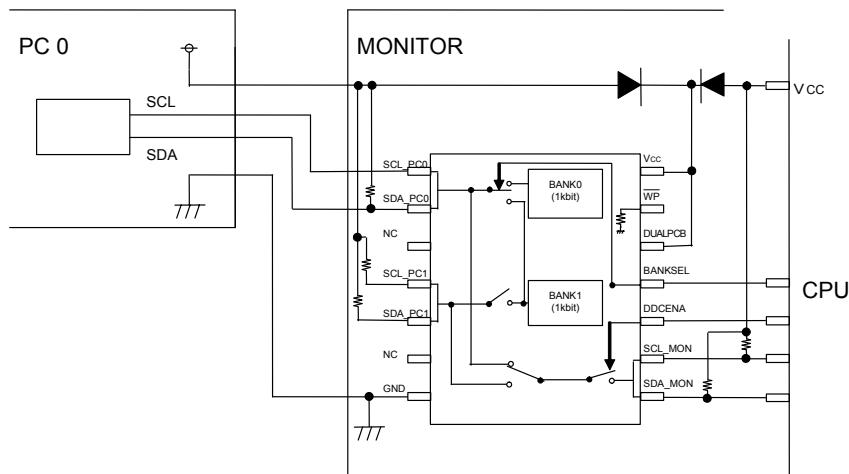 PC 0
MONITOR
SCL
SDA
VCC
SCL_PC0
SDA_PC0
NC
SCL_PC1
SDA_PC1
NC
GND
BANK0
(1kbit)
BANK1
(1kbit)
VCC
WP
DUALPCB
BANKSEL
DDCENA
SCL_MON
SDA_MON
CPU